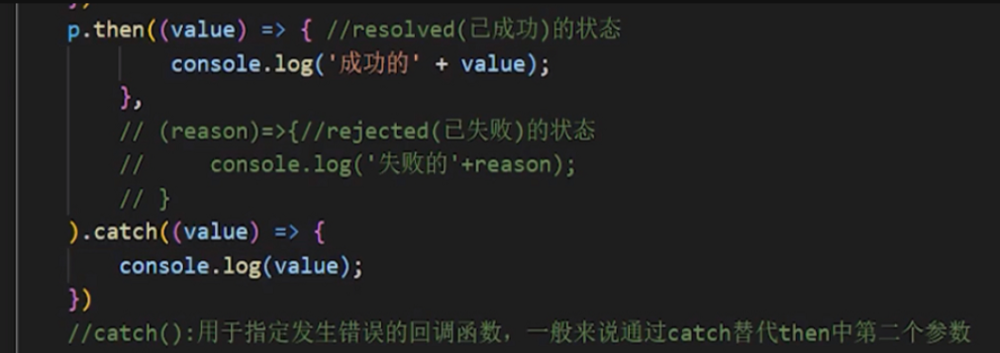 p.then((value) => { //resolved(已成功)的状态
console.log('成功的' + value);
},
// (reason)=>{//rejected(已失败)的状态
// console.log('失败的'+reason);
// }
).catch((value) => {
console.log(value);
})
//catch():用于指定发生错误的回调函数，一般来说通过catch替代then中第二个参数